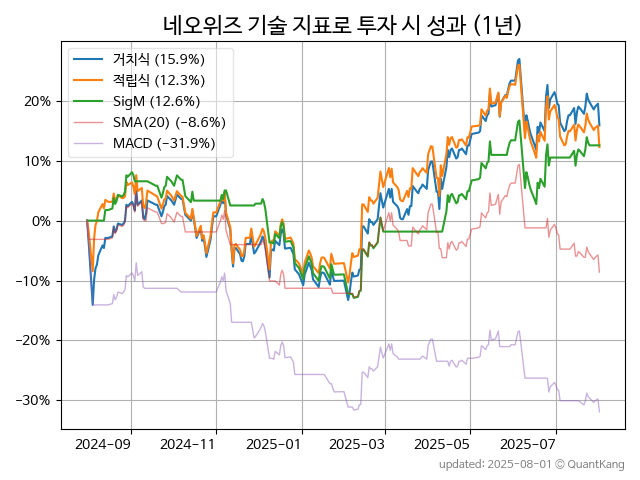 네오위즈 기술 지표로 투자 시 성과 (1년)
거치식 (15.9%)
적립식 (12.3%)
SigM (12.6%)
SMA(20) (−8.6%)
MACD (−31.9%)
20%
10%
0%
−10%
−20%
−30%
2024-09 2024-11 2025-01 2025-03 2025-05 2025-07
updated: 2025-08-01 © QuantKang